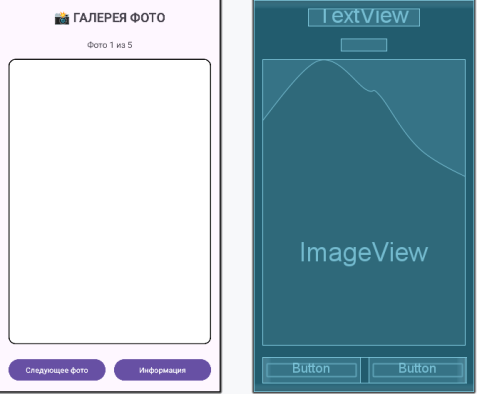 📸 ГАЛЕРЕЯ ФОТО
Фото 1 из 5
Следующее фото
Информация
TextView
ImageView
Button
Button